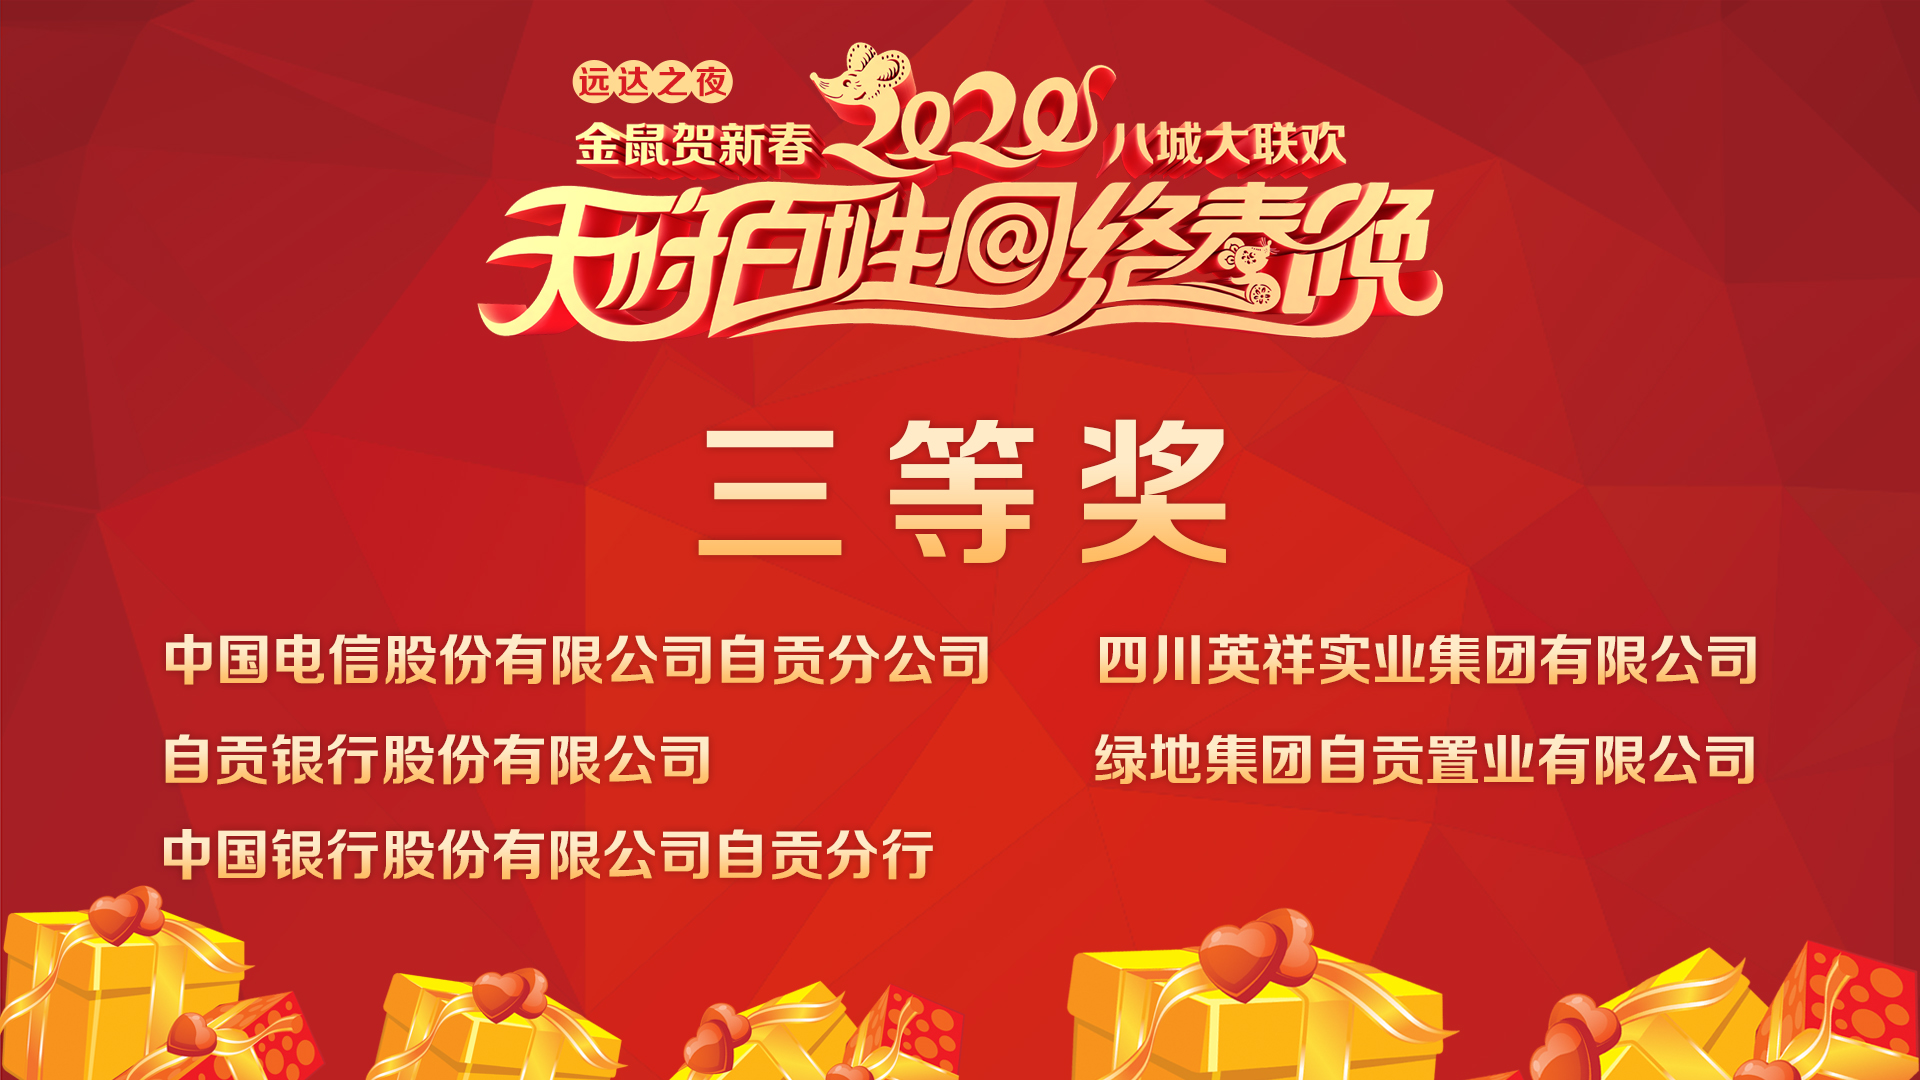 远达之夜
金鼠贺新春 2020 八城大联欢
天府百姓@网络春晚
三等奖
中国电信股份有限公司自贡分公司
四川英祥实业集团有限公司
自贡银行股份有限公司
绿地集团自贡置业有限公司
中国银行股份有限公司自贡分行